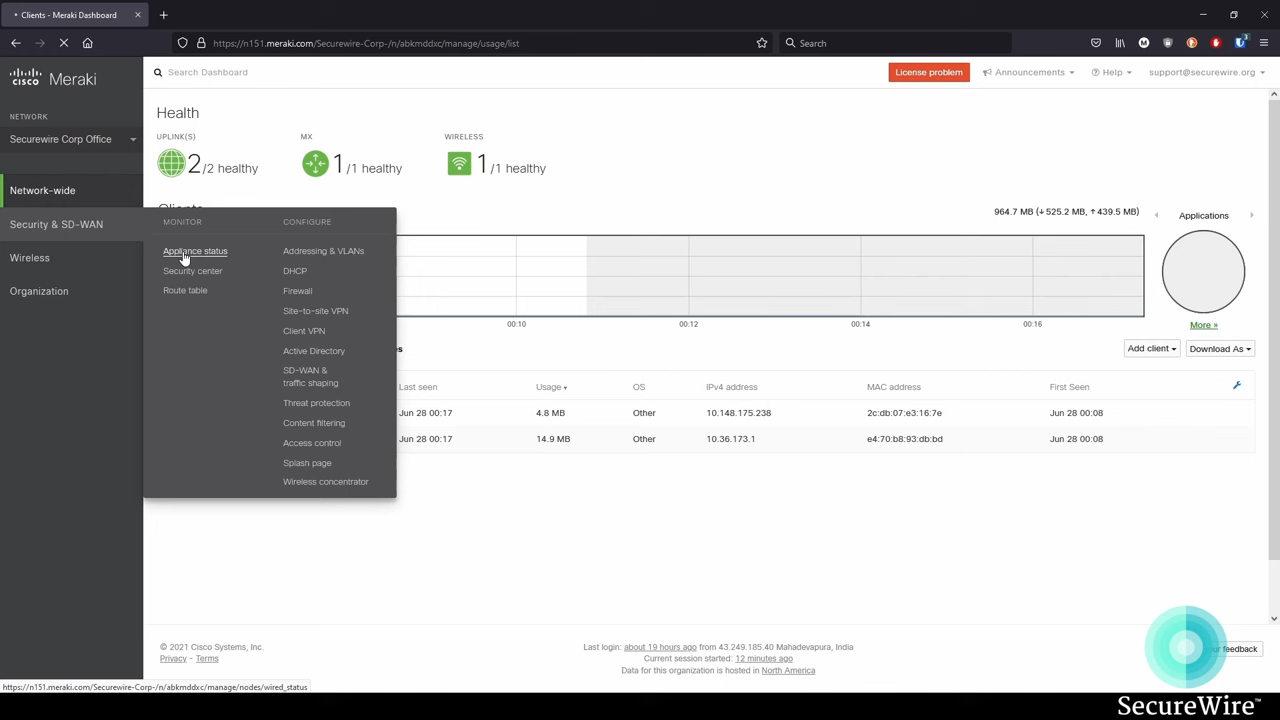 Clients - Meraki Dashboard
https://n151.meraki.com/Securewire-Corp-/n/abkmddxc/manage/usage/list
Search
3
CISCO Meraki
Search Dashboard
License problem
Announcements
Help
support@securewire.org
NETWORK
Securewire Corp Office
Network-wide
Security & SD-WAN
Wireless
Organization
Health
UPLINK(S)
2/2 healthy
MX
1/1 healthy
WIRELESS
1/1 healthy
MONITOR
Appliance status
Security center
Route table
CONFIGURE
Addressing & VLANs
DHCP
Firewall
Site-to-site VPN
Client VPN
Active Directory
SD-WAN &
traffic shaping
Threat protection
Content filtering
Access control
Splash page
Wireless concentrator
964.7 MB (↓525.2 MB, ↑439.5 MB)
Applications
More »
00:10
00:12
00:14
00:16
Add client
Download As
Last seen
Usage
OS
IPv4 address
MAC address
First Seen
Jun 28 00:17
4.8 MB
Other
10.148.175.238
2c:db:07:e3:16:7e
Jun 28 00:08
Jun 28 00:17
14.9 MB
Other
10.36.173.1
e4:70:b8:93:db:bd
Jun 28 00:08
© 2021 Cisco Systems, Inc.
Privacy - Terms
Last login: about 19 hours ago from 43.249.185.40 Mahadevapura, India
Current session started: 12 minutes ago
Data for this organization is hosted in North America
feedback
https://n151.meraki.com/Securewire-Corp-/n/abkmddxc/manage/nodes/wired_status
SecureWire™